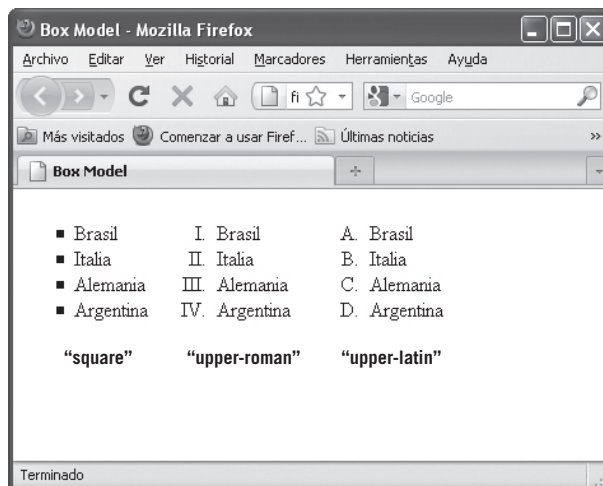 Box Model - Mozilla Firefox
Archivo Editar Ver Historial Marcadores Herramientas Ayuda
fi Google
Más visitados Comenzar a usar Firef... Últimas noticias »
Box Model
■ Brasil I. Brasil A. Brasil
■ Italia II. Italia B. Italia
■ Alemania III. Alemania C. Alemania
■ Argentina IV. Argentina D. Argentina
“square” “upper-roman” “upper-latin”
Terminado